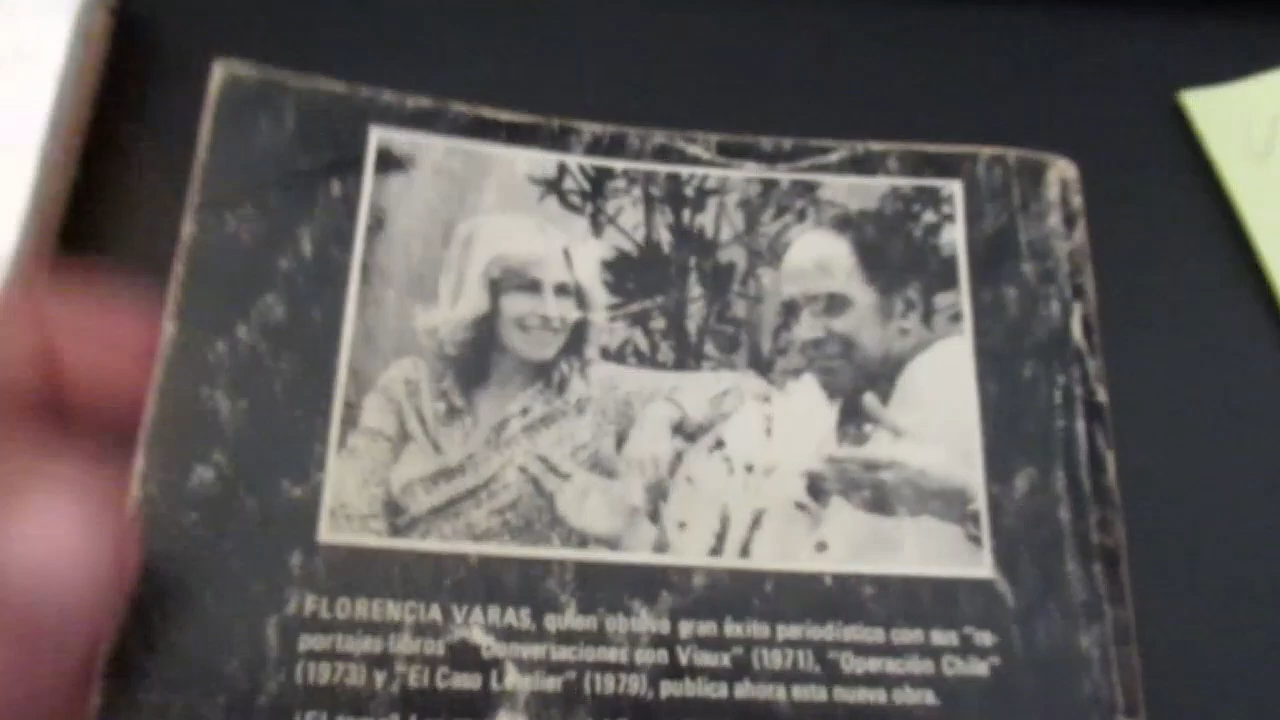 FLORENCIA VARAS, quien obtuvo gran éxito periodístico con sus "re-
portajes-libros" "Conversaciones con Viaux" (1971), "Operación Chile"
(1973) y "El Caso Letelier" (1979), publica ahora esta nueva obra.